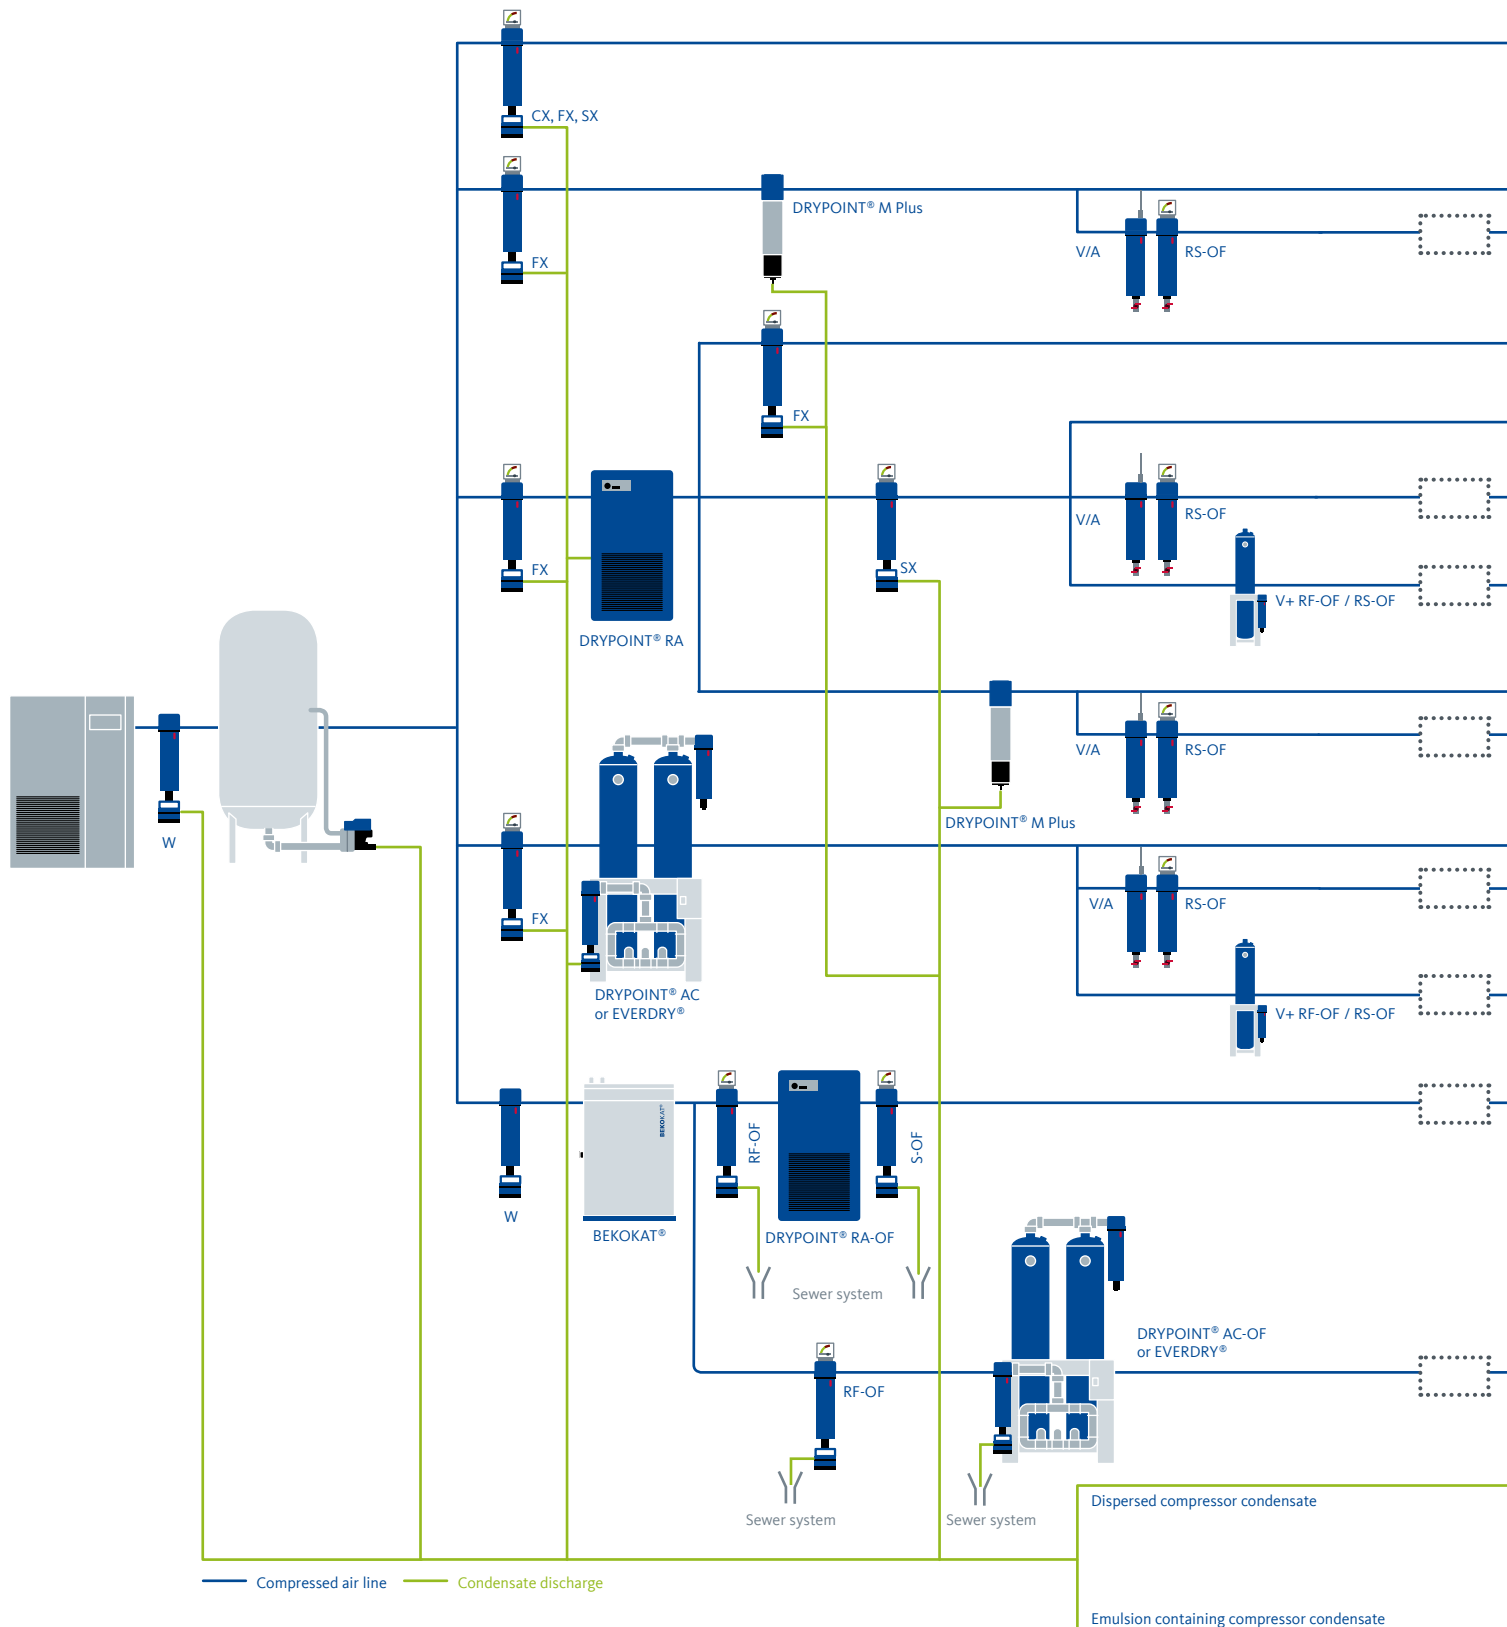 CX, FX, SX
DRYPOINT® M Plus
V/A
RS-OF
FX
FX
V/A
RS-OF
FX
SX
V+ RF-OF / RS-OF
DRYPOINT® RA
V/A
RS-OF
DRYPOINT® M Plus
W
V/A
RS-OF
FX
DRYPOINT® AC
or EVERDRY®
V+ RF-OF / RS-OF
BEKOKAT®
RF-OF
S-OF
W
BEKOKAT®
DRYPOINT® RA-OF
Sewer system
DRYPOINT® AC-OF
or EVERDRY®
RF-OF
Sewer system
Sewer system
Dispersed compressor condensate
Compressed air line
Condensate discharge
Emulsion containing compressor condensate